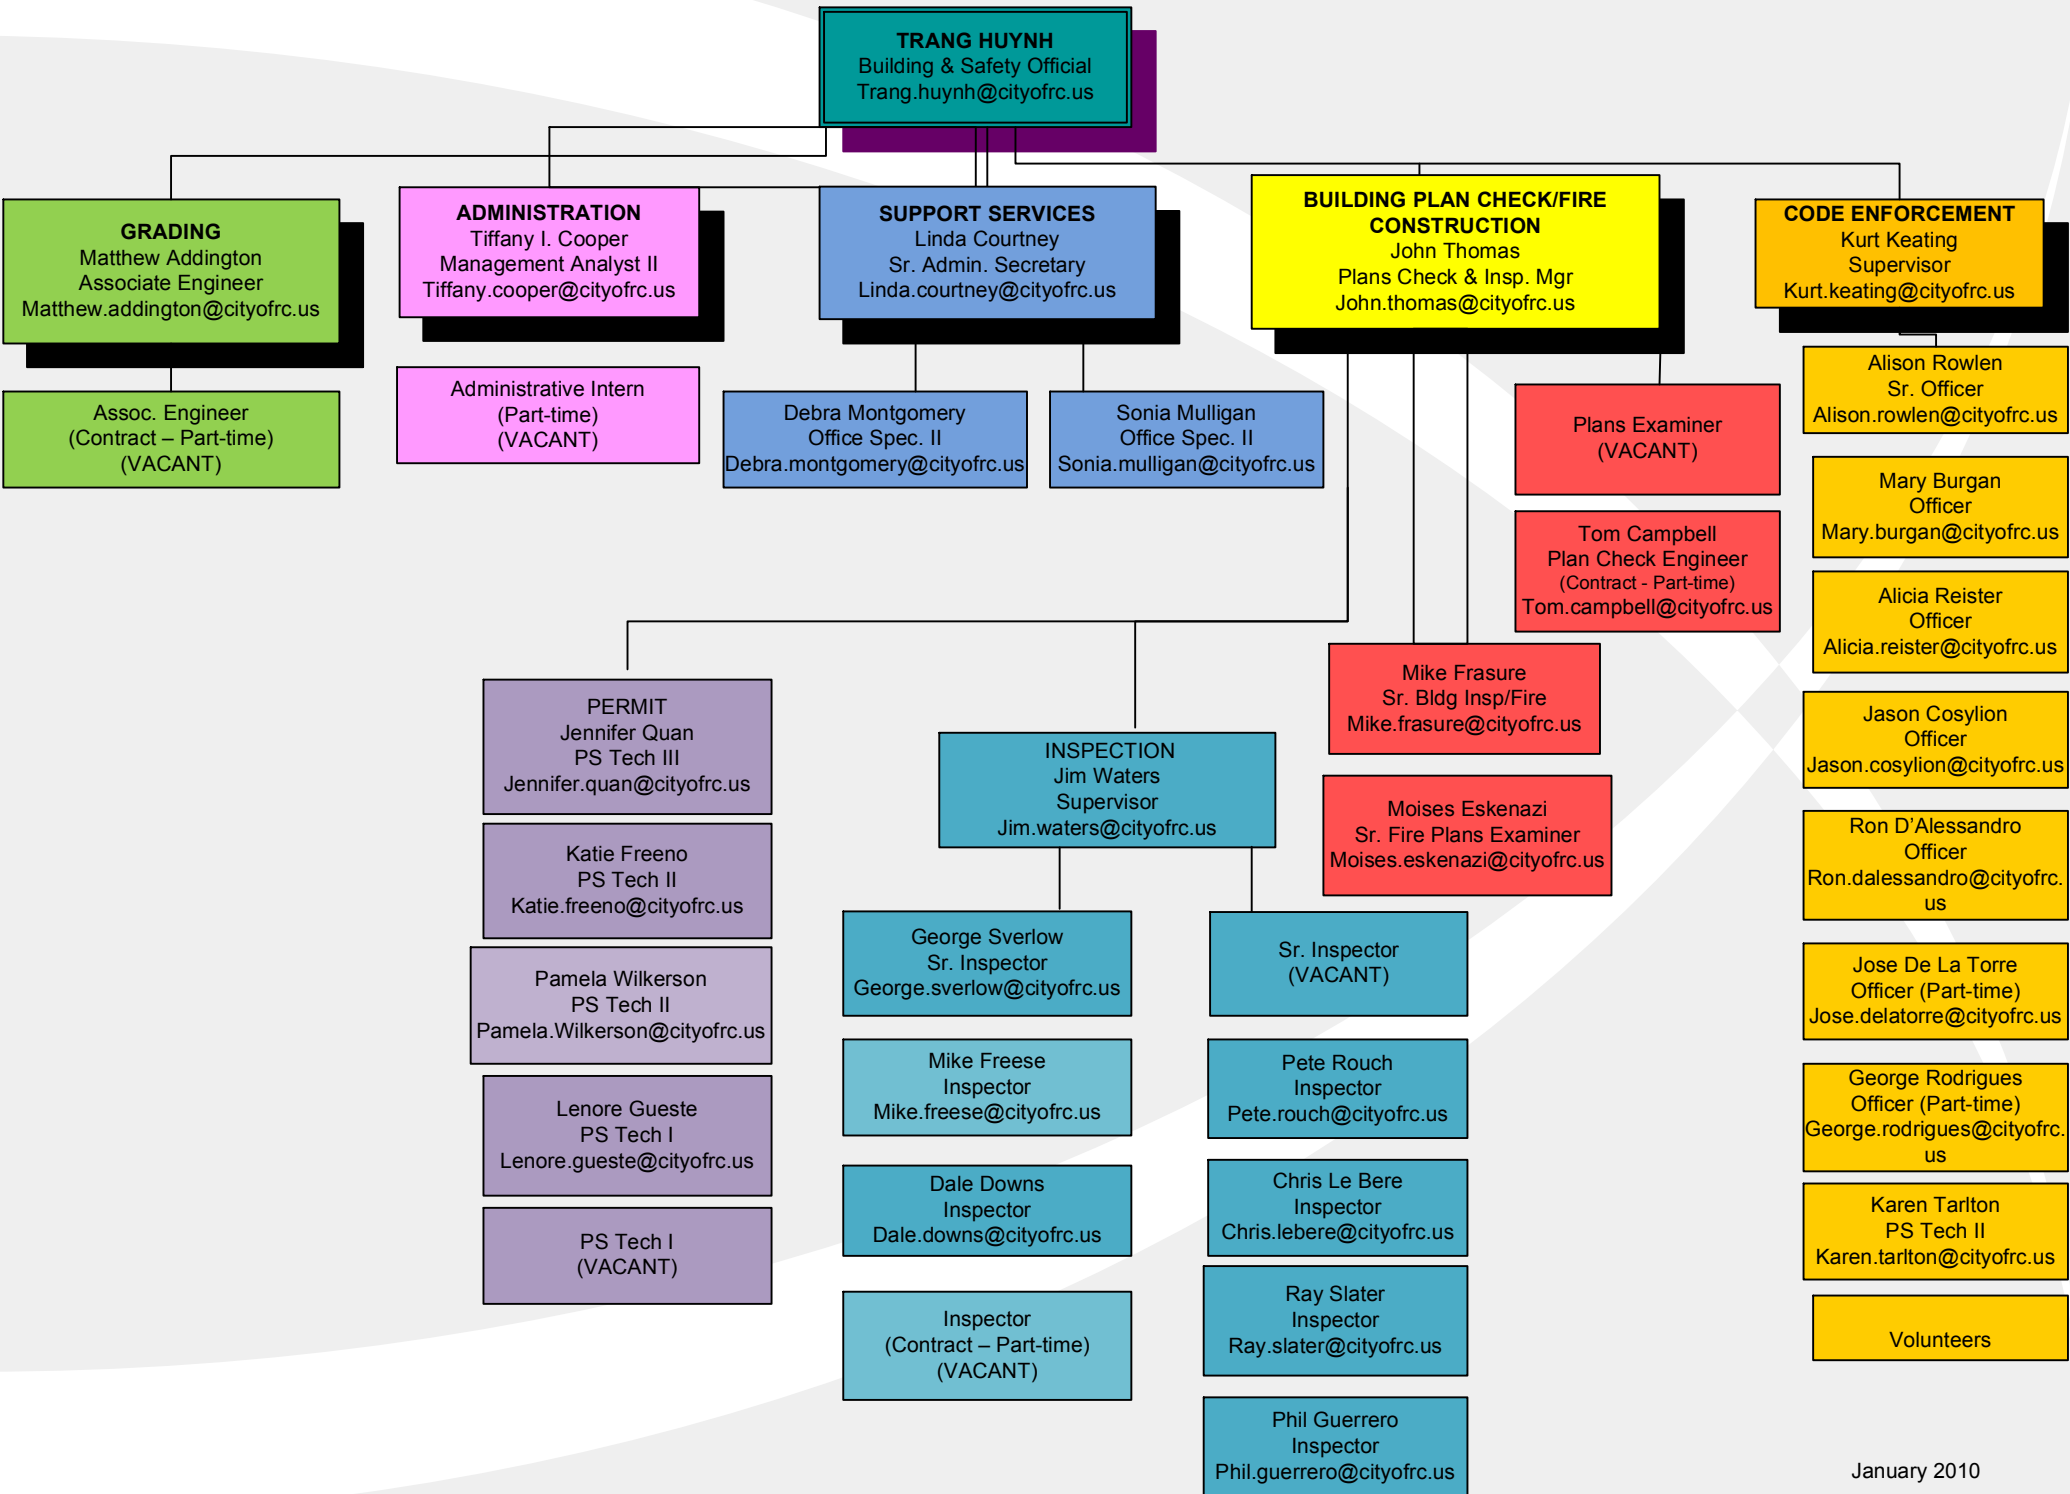 TRANG HUYNH
Building & Safety Official
Trang.huynh@cityofrc.us
GRADING
Matthew Addington
Associate Engineer
Matthew.addington@cityofrc.us
Assoc. Engineer
(Contract – Part-time)
(VACANT)
ADMINISTRATION
Tiffany I. Cooper
Management Analyst II
Tiffany.cooper@cityofrc.us
Administrative Intern
(Part-time)
(VACANT)
SUPPORT SERVICES
Linda Courtney
Sr. Admin. Secretary
Linda.courtney@cityofrc.us
Debra Montgomery
Office Spec. II
Debra.montgomery@cityofrc.us
Sonia Mulligan
Office Spec. II
Sonia.mulligan@cityofrc.us
BUILDING PLAN CHECK/FIRE
CONSTRUCTION
John Thomas
Plans Check & Insp. Mgr
John.thomas@cityofrc.us
Plans Examiner
(VACANT)
Tom Campbell
Plan Check Engineer
(Contract - Part-time)
Tom.campbell@cityofrc.us
Mike Frasure
Sr. Bldg Insp/Fire
Mike.frasure@cityofrc.us
Moises Eskenazi
Sr. Fire Plans Examiner
Moises.eskenazi@cityofrc.us
PERMIT
Jennifer Quan
PS Tech III
Jennifer.quan@cityofrc.us
Katie Freeno
PS Tech II
Katie.freeno@cityofrc.us
Pamela Wilkerson
PS Tech II
Pamela.Wilkerson@cityofrc.us
Lenore Gueste
PS Tech I
Lenore.gueste@cityofrc.us
PS Tech I
(VACANT)
INSPECTION
Jim Waters
Supervisor
Jim.waters@cityofrc.us
George Sverlow
Sr. Inspector
George.sverlow@cityofrc.us
Mike Freese
Inspector
Mike.freese@cityofrc.us
Dale Downs
Inspector
Dale.downs@cityofrc.us
Inspector
(Contract – Part-time)
(VACANT)
Sr. Inspector
(VACANT)
Pete Rouch
Inspector
Pete.rouch@cityofrc.us
Chris Le Bere
Inspector
Chris.lebere@cityofrc.us
Ray Slater
Inspector
Ray.slater@cityofrc.us
Phil Guerrero
Inspector
Phil.guerrero@cityofrc.us
CODE ENFORCEMENT
Kurt Keating
Supervisor
Kurt.keating@cityofrc.us
Alison Rowlen
Sr. Officer
Alison.rowlen@cityofrc.us
Mary Burgan
Officer
Mary.burgan@cityofrc.us
Alicia Reister
Officer
Alicia.reister@cityofrc.us
Jason Cosylion
Officer
Jason.cosylion@cityofrc.us
Ron D’Alessandro
Officer
Ron.dalessandro@cityofrc.
us
Jose De La Torre
Officer (Part-time)
Jose.delatorre@cityofrc.us
George Rodrigues
Officer (Part-time)
George.rodrigues@cityofrc.
us
Karen Tarlton
PS Tech II
Karen.tarlton@cityofrc.us
Volunteers
January 2010